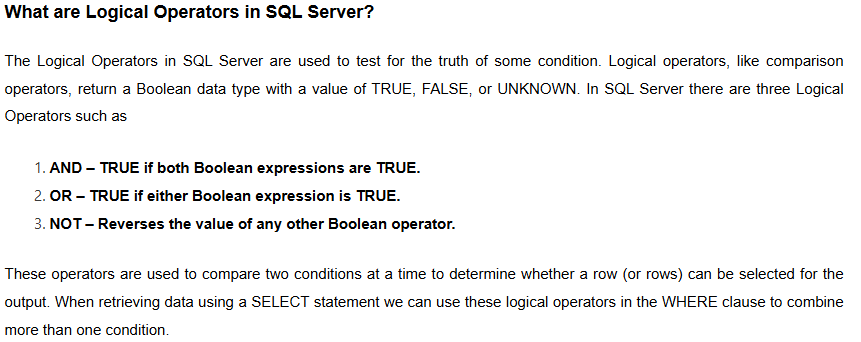 What are Logical Operators in SQL Server?
The Logical Operators in SQL Server are used to test for the truth of some condition. Logical operators, like comparison
operators, return a Boolean data type with a value of TRUE, FALSE, or UNKNOWN. In SQL Server there are three Logical
Operators such as
1. AND – TRUE if both Boolean expressions are TRUE.
2. OR – TRUE if either Boolean expression is TRUE.
3. NOT – Reverses the value of any other Boolean operator.
These operators are used to compare two conditions at a time to determine whether a row (or rows) can be selected for the
output. When retrieving data using a SELECT statement we can use these logical operators in the WHERE clause to combine
more than one condition.